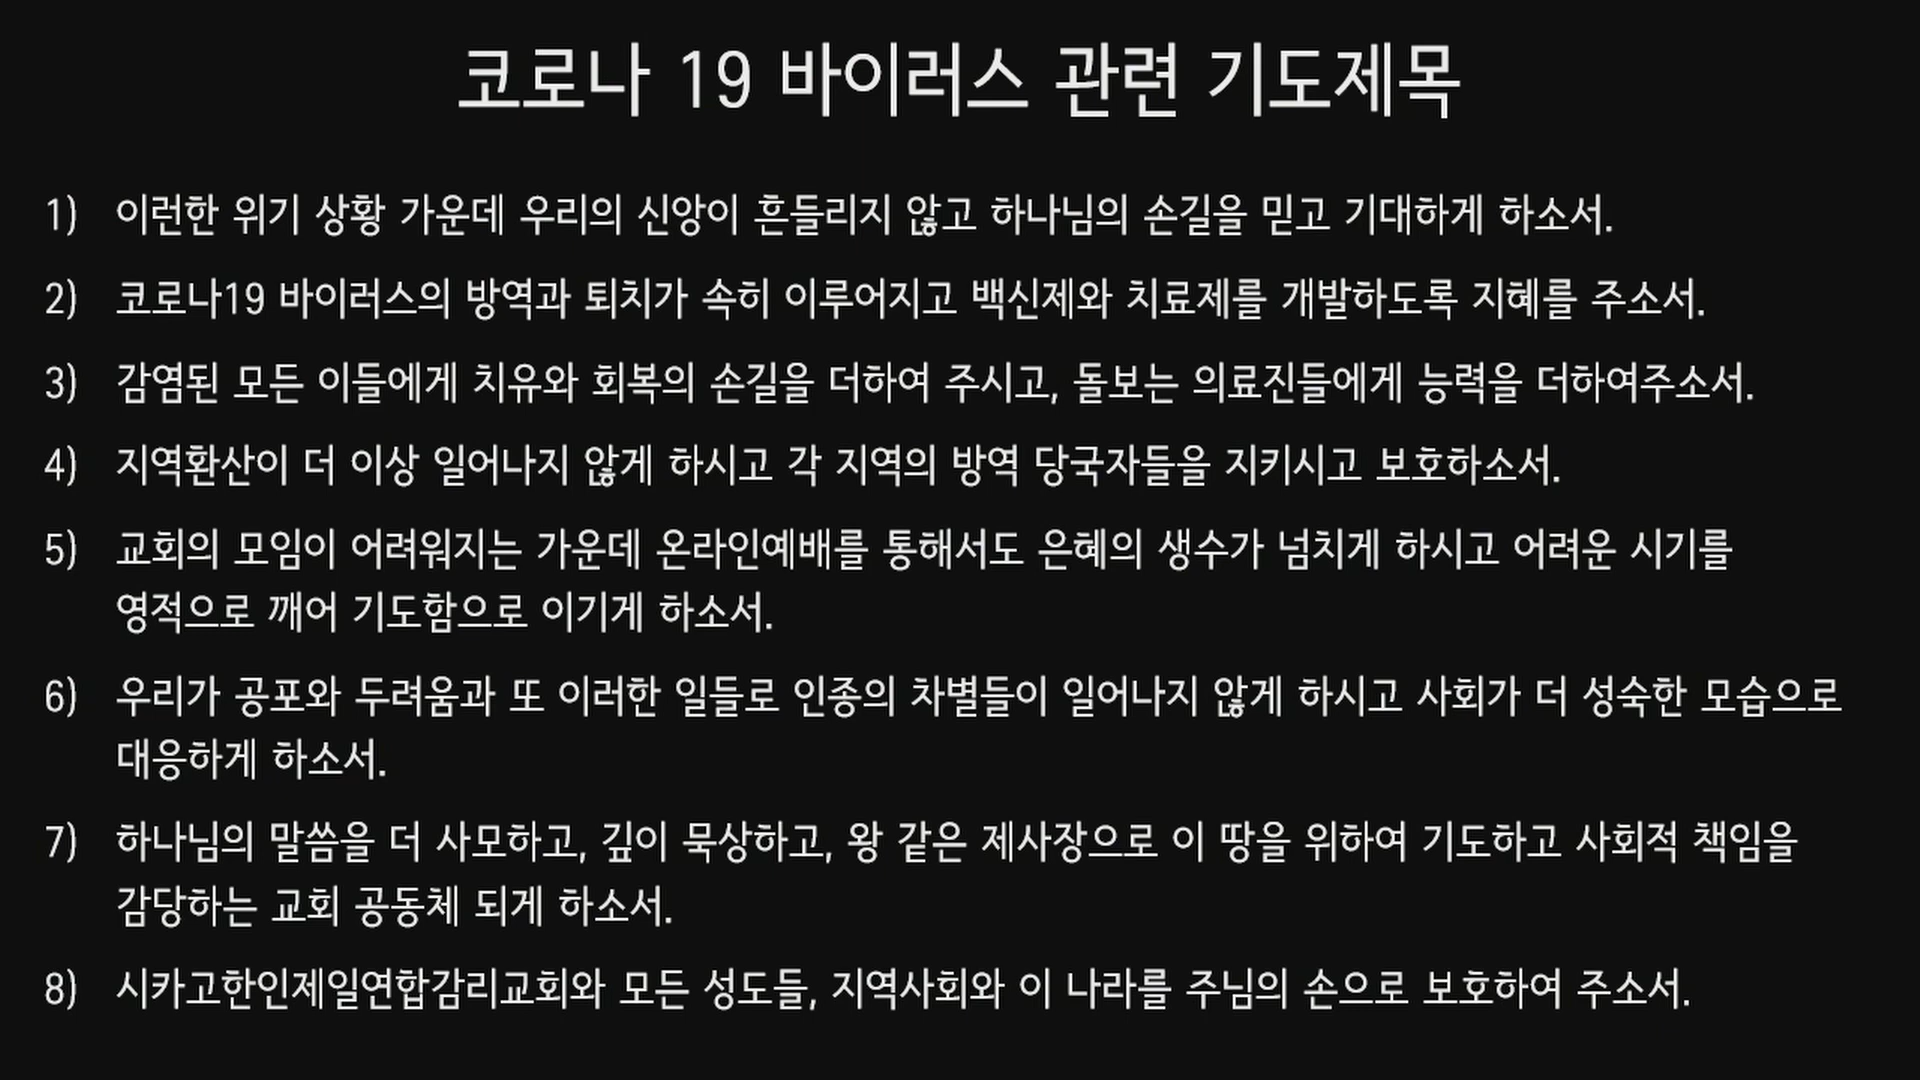 코로나 19 바이러스 관련 기도제목
1) 이런한 위기 상황 가운데 우리의 신앙이 흔들리지 않고 하나님의 손길을 믿고 기대하게 하소서.
2) 코로나19 바이러스의 방역과 퇴치가 속히 이루어지고 백신제와 치료제를 개발하도록 지혜를 주소서.
3) 감염된 모든 이들에게 치유와 회복의 손길을 더하여 주시고, 돌보는 의료진들에게 능력을 더하여주소서.
4) 지역환산이 더 이상 일어나지 않게 하시고 각 지역의 방역 당국자들을 지키시고 보호하소서.
5) 교회의 모임이 어려워지는 가운데 온라인예배를 통해서도 은혜의 생수가 넘치게 하시고 어려운 시기를
영적으로 깨어 기도함으로 이기게 하소서.
6) 우리가 공포와 두려움과 또 이러한 일들로 인종의 차별들이 일어나지 않게 하시고 사회가 더 성숙한 모습으로
대응하게 하소서.
7) 하나님의 말씀을 더 사모하고, 깊이 묵상하고, 왕 같은 제사장으로 이 땅을 위하여 기도하고 사회적 책임을
감당하는 교회 공동체 되게 하소서.
8) 시카고한인제일연합감리교회와 모든 성도들, 지역사회와 이 나라를 주님의 손으로 보호하여 주소서.